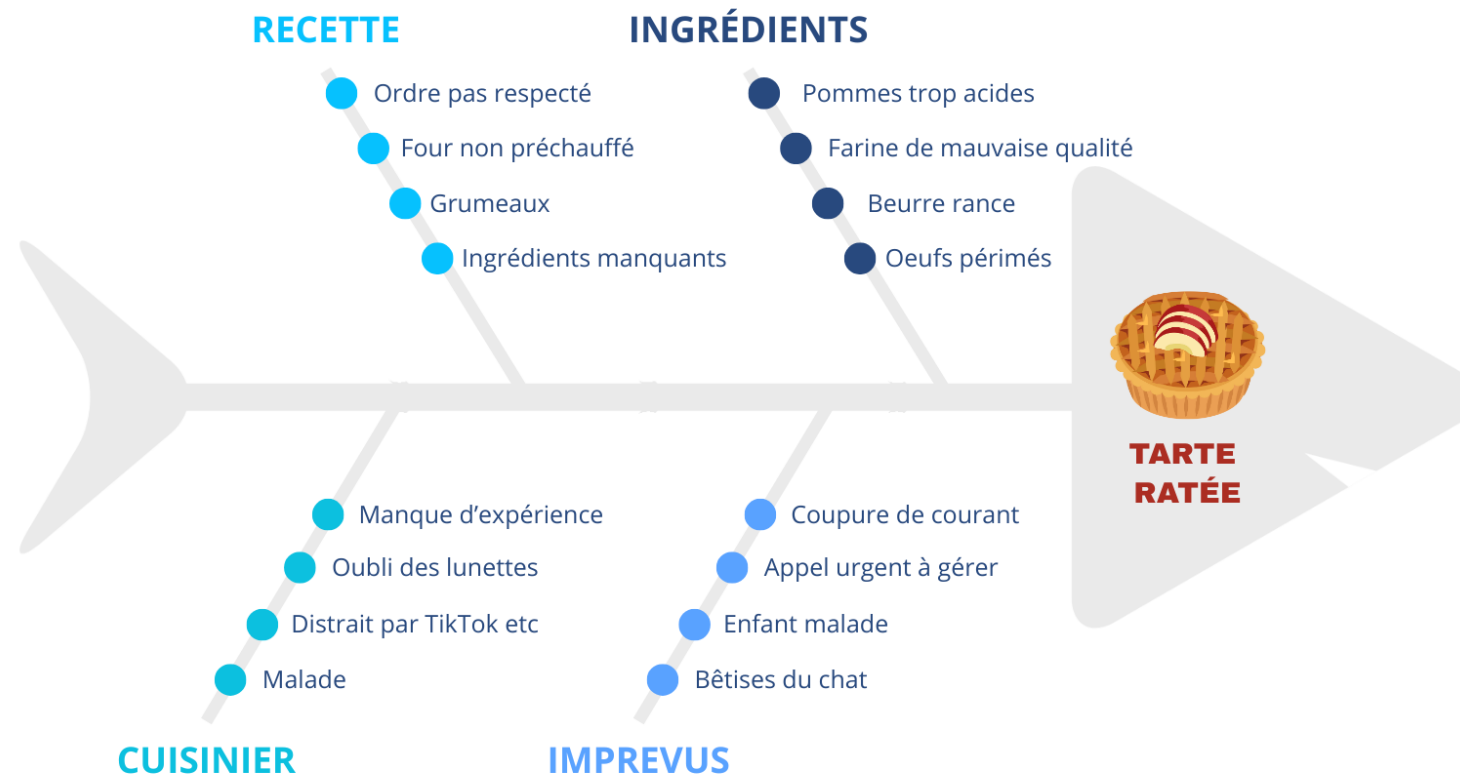 RECETTE
Ordre pas respecté
Four non préchauffé
Grumeaux
Ingrédients manquants
INGRÉDIENTS
Pommes trop acides
Farine de mauvaise qualité
Beurre rance
Oeufs périmés
TARTE
RATÉE
Manque d’expérience
Oubli des lunettes
Distrait par TikTok etc
Malade
CUISINIER
Coupure de courant
Appel urgent à gérer
Enfant malade
Bêtises du chat
IMPREVUS